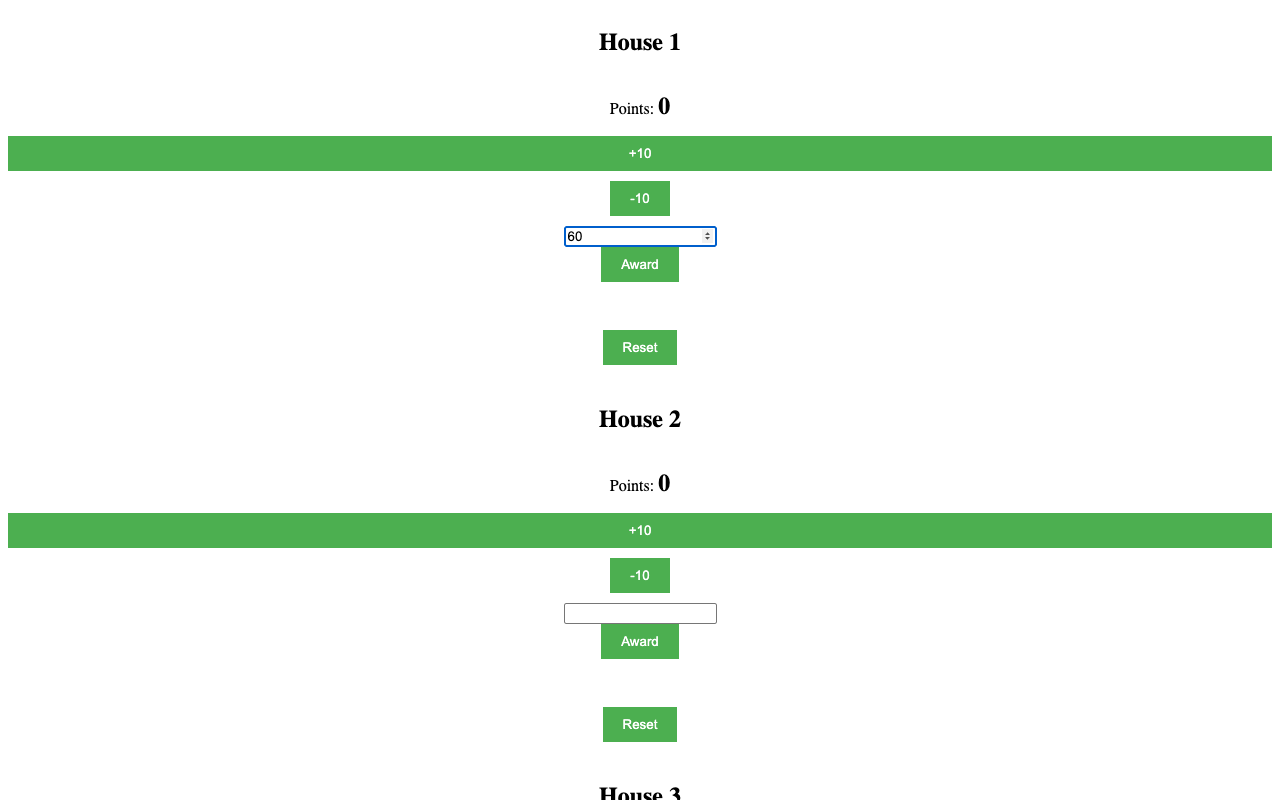 House 1
Points: 0
+10
-10
60
Award
Reset
House 2
Points: 0
+10
-10
Award
Reset
House 3